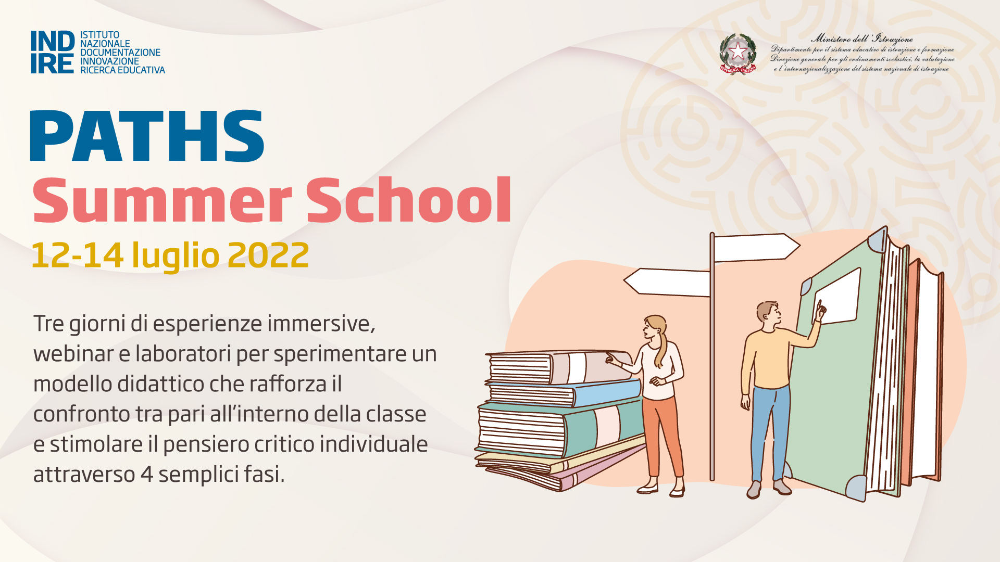 IND
IRE
ISTITUTO
NAZIONALE
DOCUMENTAZIONE
INNOVAZIONE
RICERCA EDUCATIVA
REPVBBLICA ITALIANA
Ministero dell'Istruzione
Dipartimento per il sistema educativo di istruzione e formazione
Direzione generale per gli ordinamenti scolastici, la valutazione
e l'internazionalizzazione del sistema nazionale di istruzione
PATHS
Summer School
12-14 luglio 2022
Tre giorni di esperienze immersive,
webinar e laboratori per sperimentare un
modello didattico che rafforza il
confronto tra pari all'interno della classe
e stimolare il pensiero critico individuale
attraverso 4 semplici fasi.